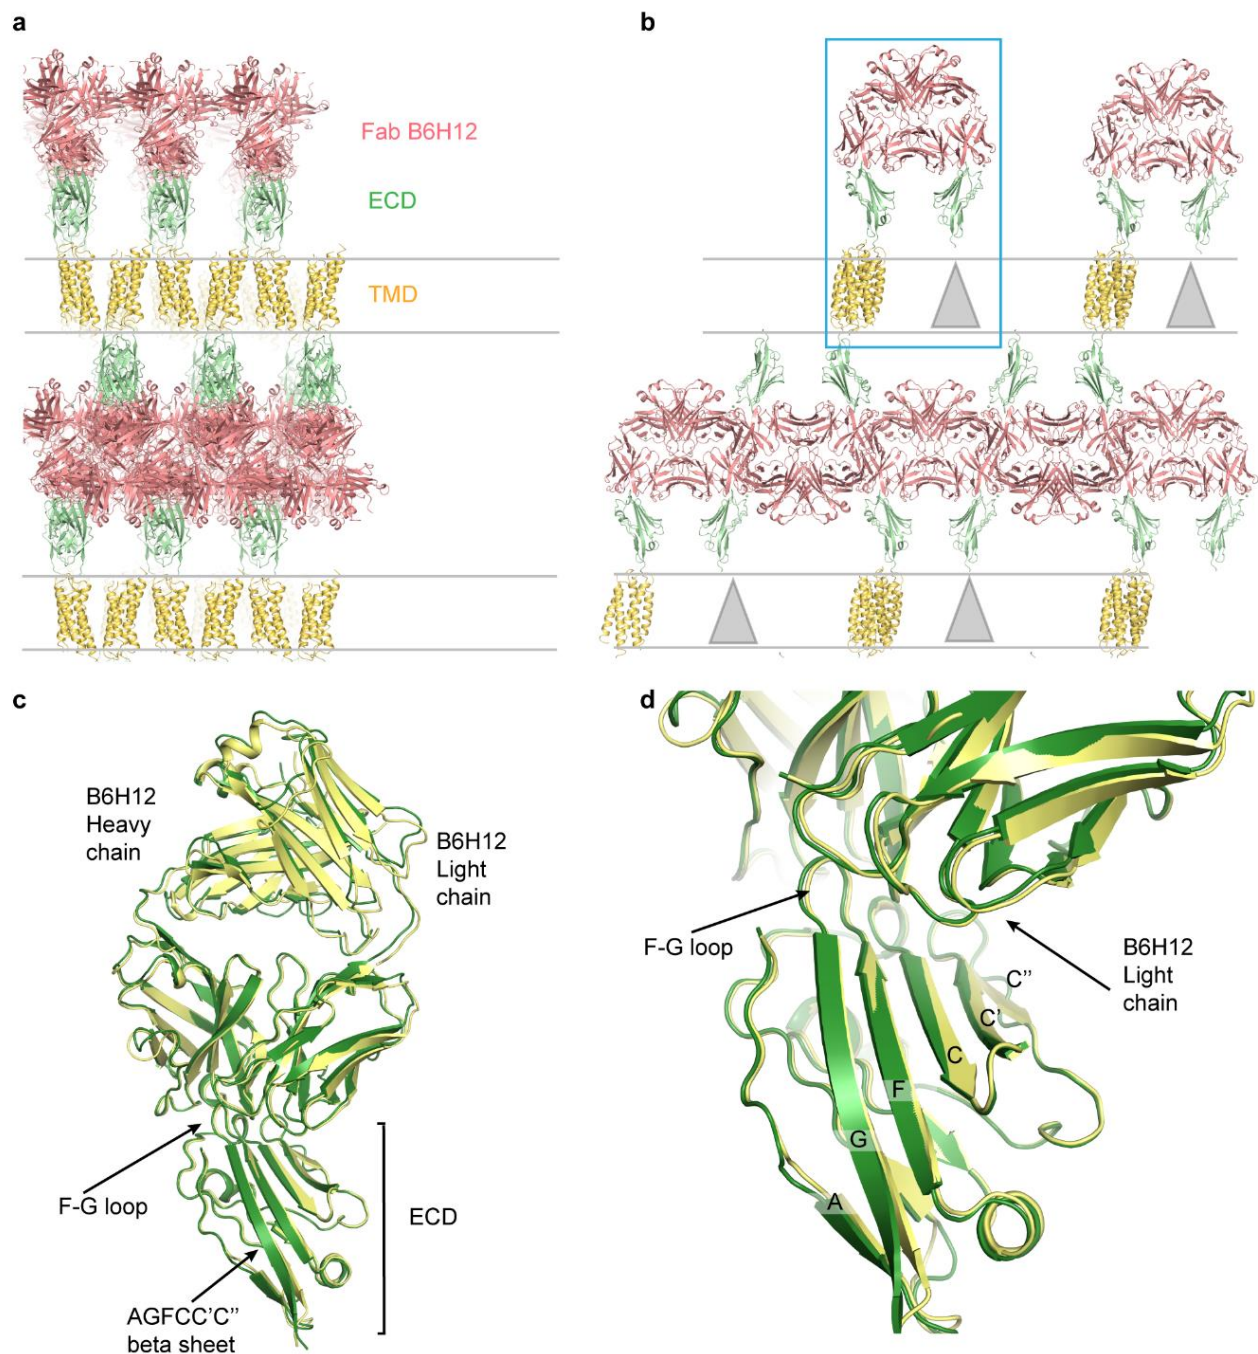 a
b
Fab B6H12
ECD
TMD
c
d
B6H12
Heavy
chain
B6H12
Light
chain
F-G loop
ECD
AGFCC'C''
beta sheet
F-G loop
B6H12
Light
chain
C''
C'
C
F
G
A